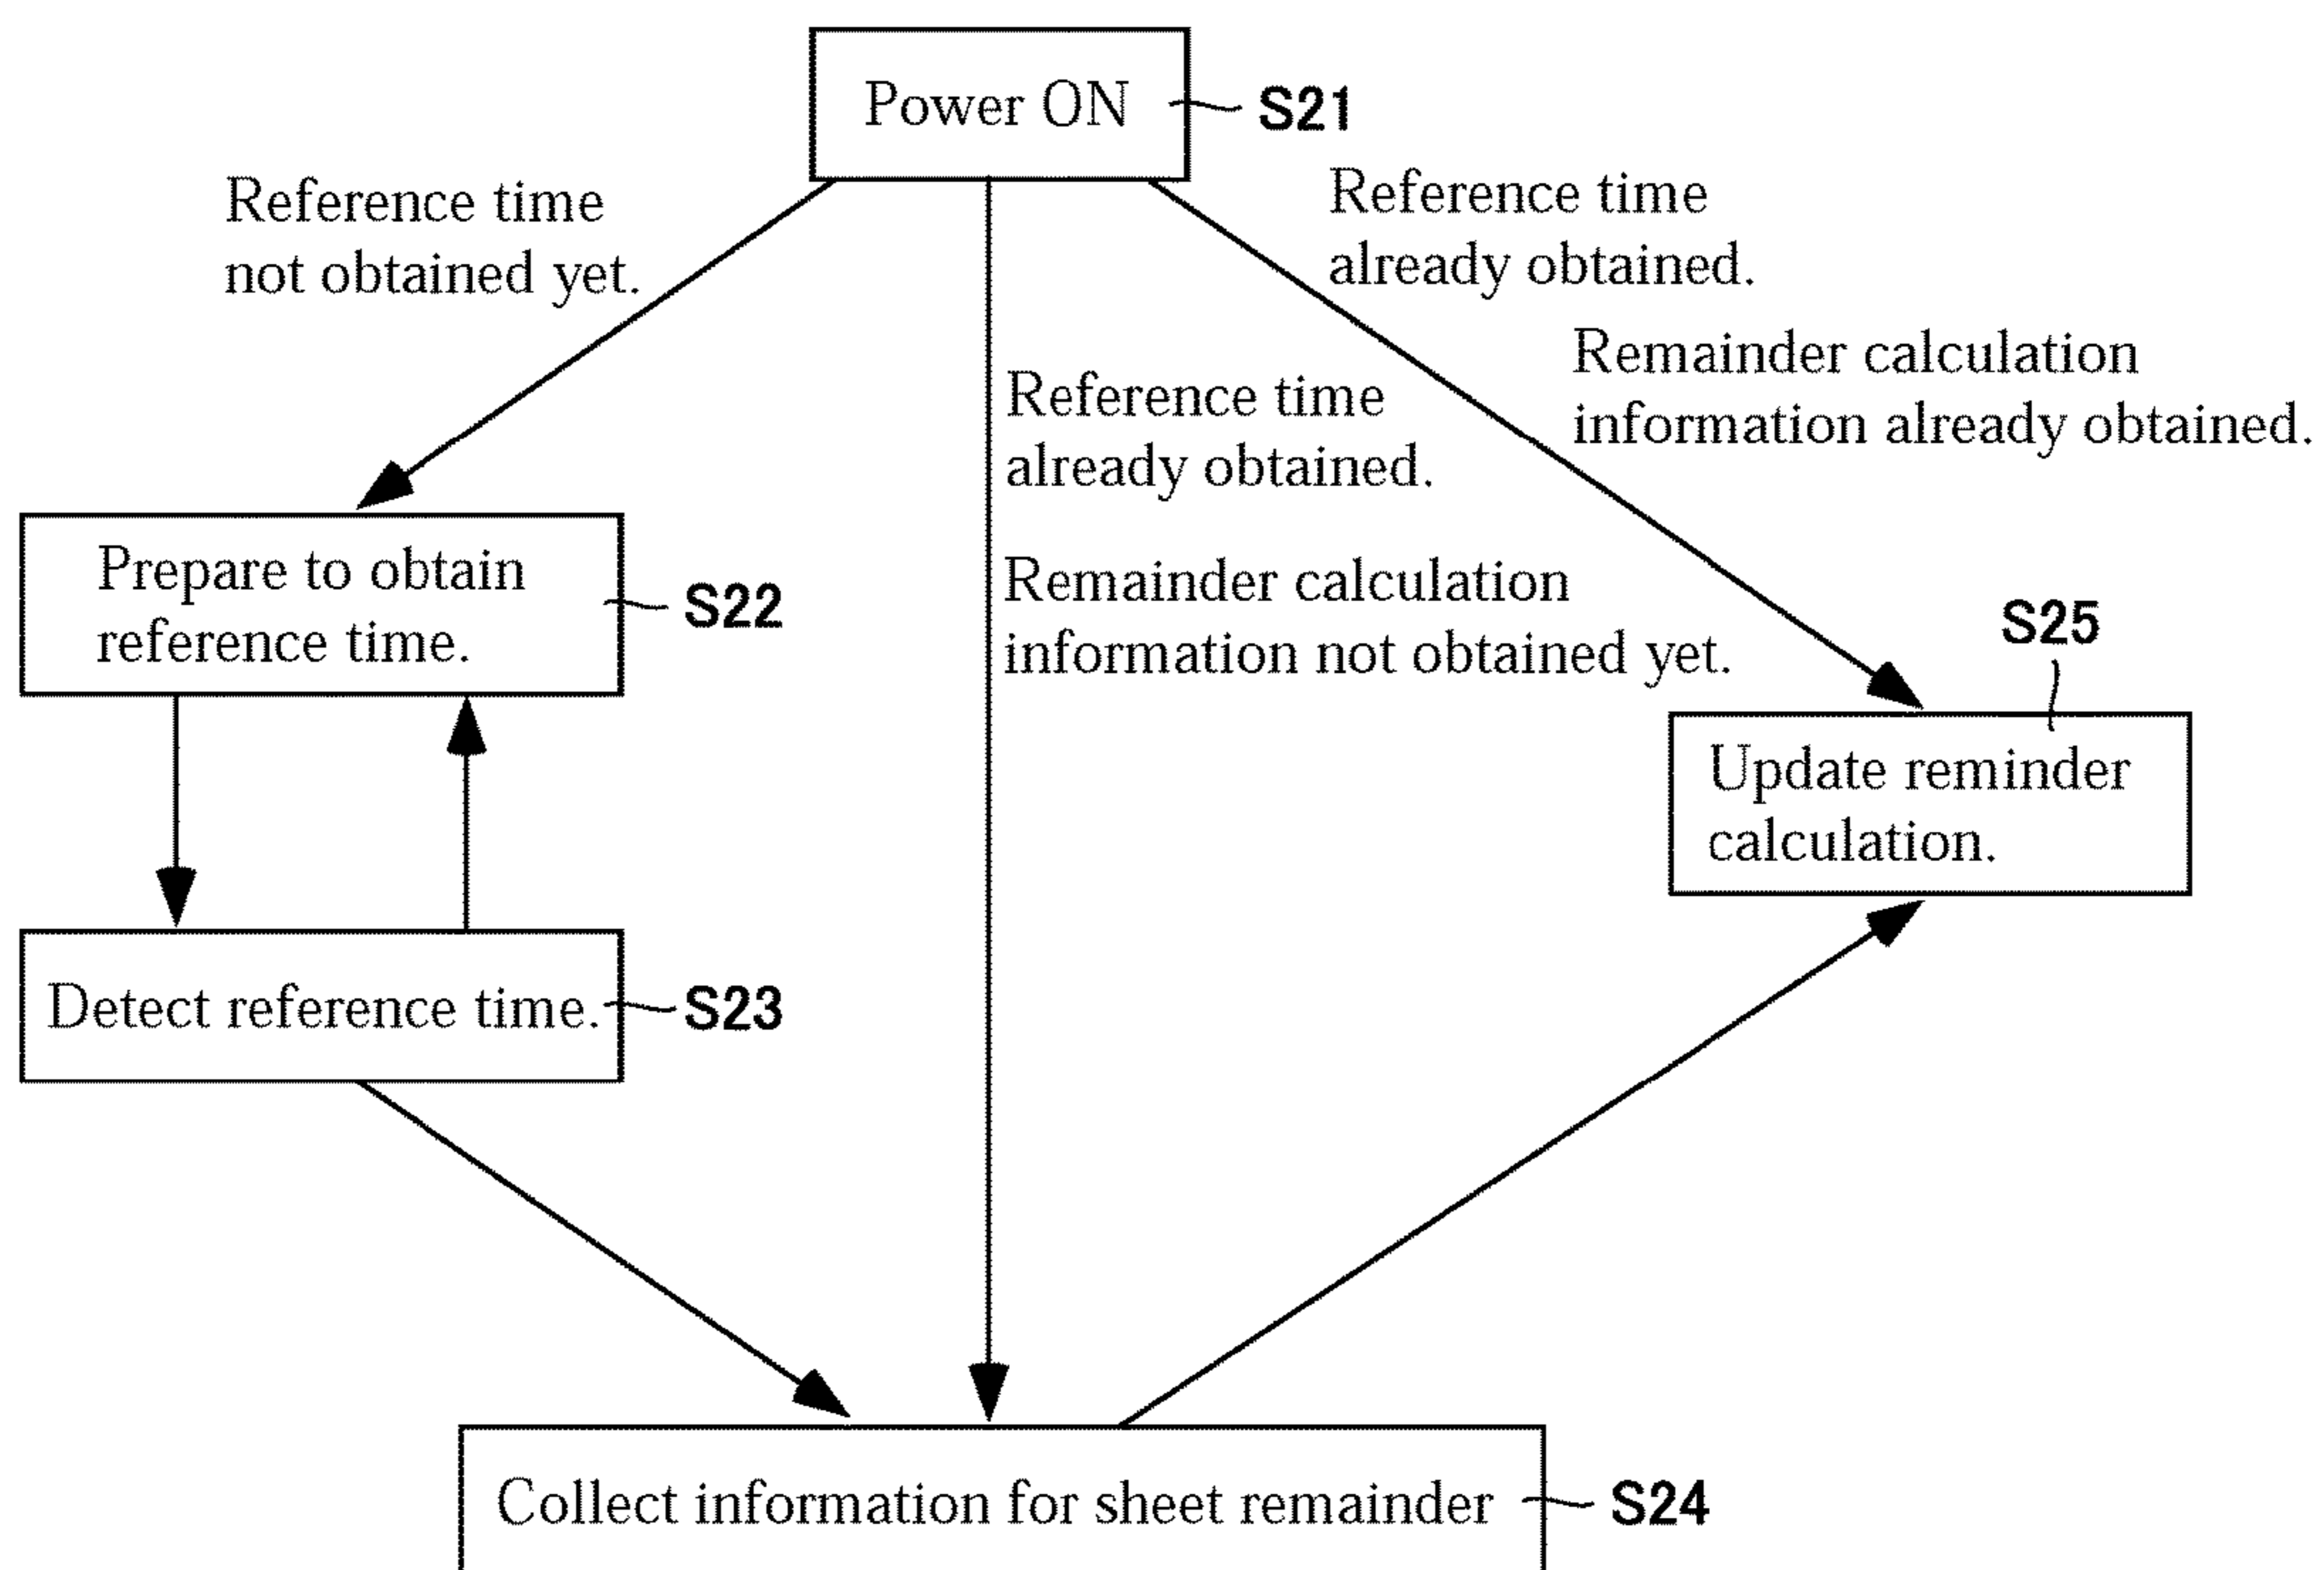 Power ON
S21
Reference time
not obtained yet.
Reference time
already obtained.
Remainder calculation
information already obtained.
Reference time
already obtained.
Remainder calculation
information not obtained yet.
Prepare to obtain
reference time.
S22
S25
Update reminder
calculation.
Detect reference time.
S23
Collect information for sheet remainder
S24